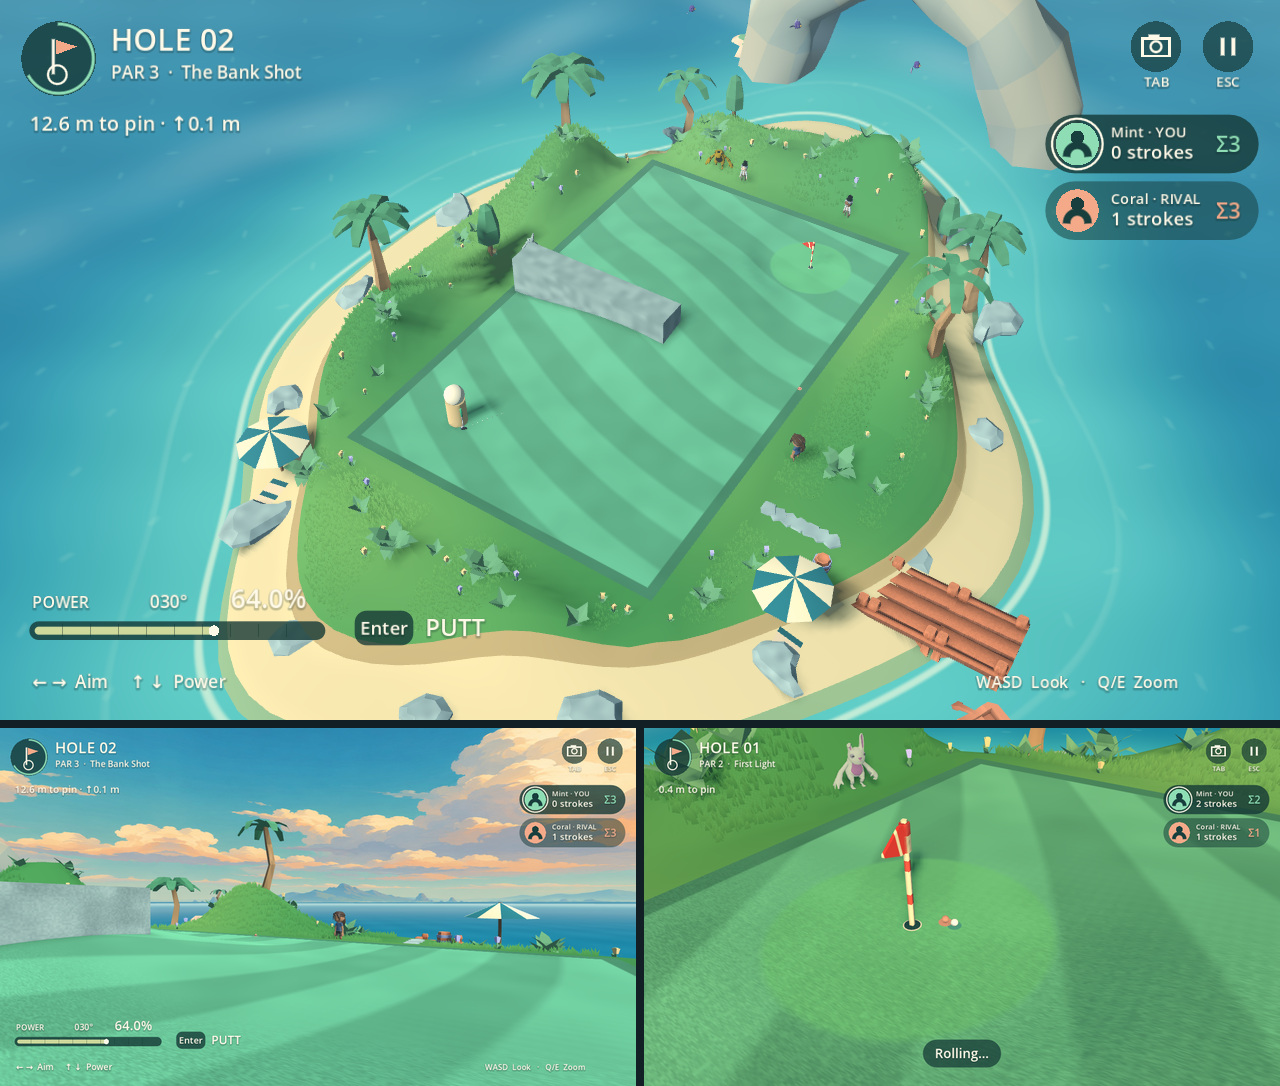 HOLE 02
PAR 3 · The Bank Shot
12.6 m to pin · ↑0.1 m
TAB
ESC
Mint · YOU
0 strokes
Σ3
Coral · RIVAL
1 strokes
Σ3
POWER 030° 64.0%
Enter PUTT
←→ Aim ↑↓ Power
WASD Look · Q/E Zoom
HOLE 02
PAR 3 · The Bank Shot
12.6 m to pin · ↑0.1 m
TAB
ESC
Mint · YOU
0 strokes
Σ3
Coral · RIVAL
1 strokes
Σ3
POWER 030° 64.0%
Enter PUTT
←→ Aim ↑↓ Power
WASD Look Q/E Zoom
HOLE 01
PAR 2 · First Light
0.4 m to pin
TAB
ESC
Mint · YOU
2 strokes
Σ2
Coral · RIVAL
1 strokes
Σ1
Rolling...